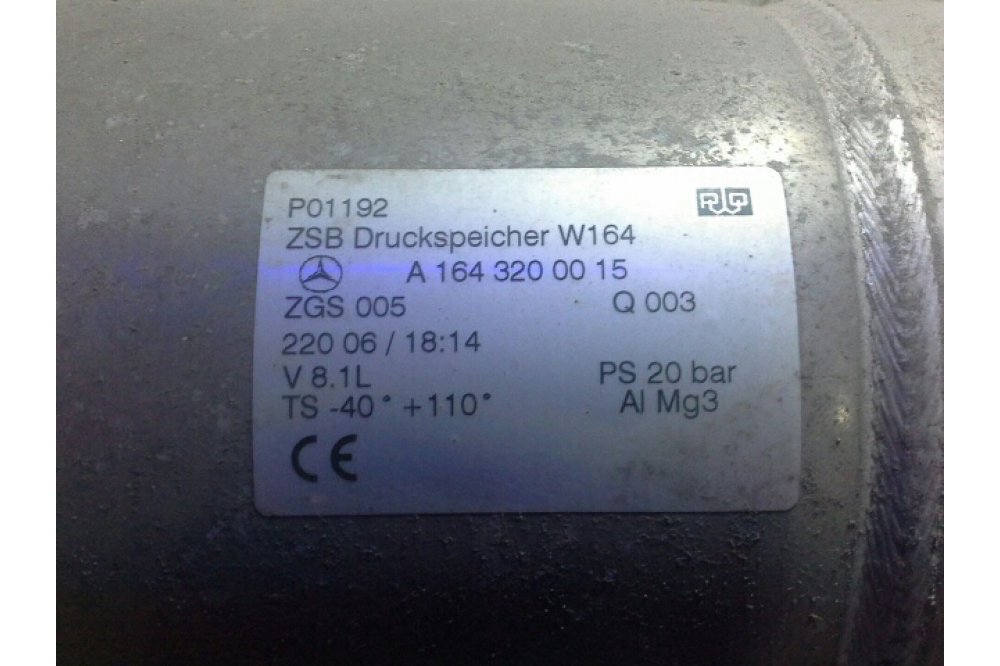 P01192
ZSB Druckspeicher W164
A 164 320 00 15
ZGS 005 Q 003
220 06 / 18:14
V 8.1L PS 20 bar
TS -40° +110° Al Mg3
CE